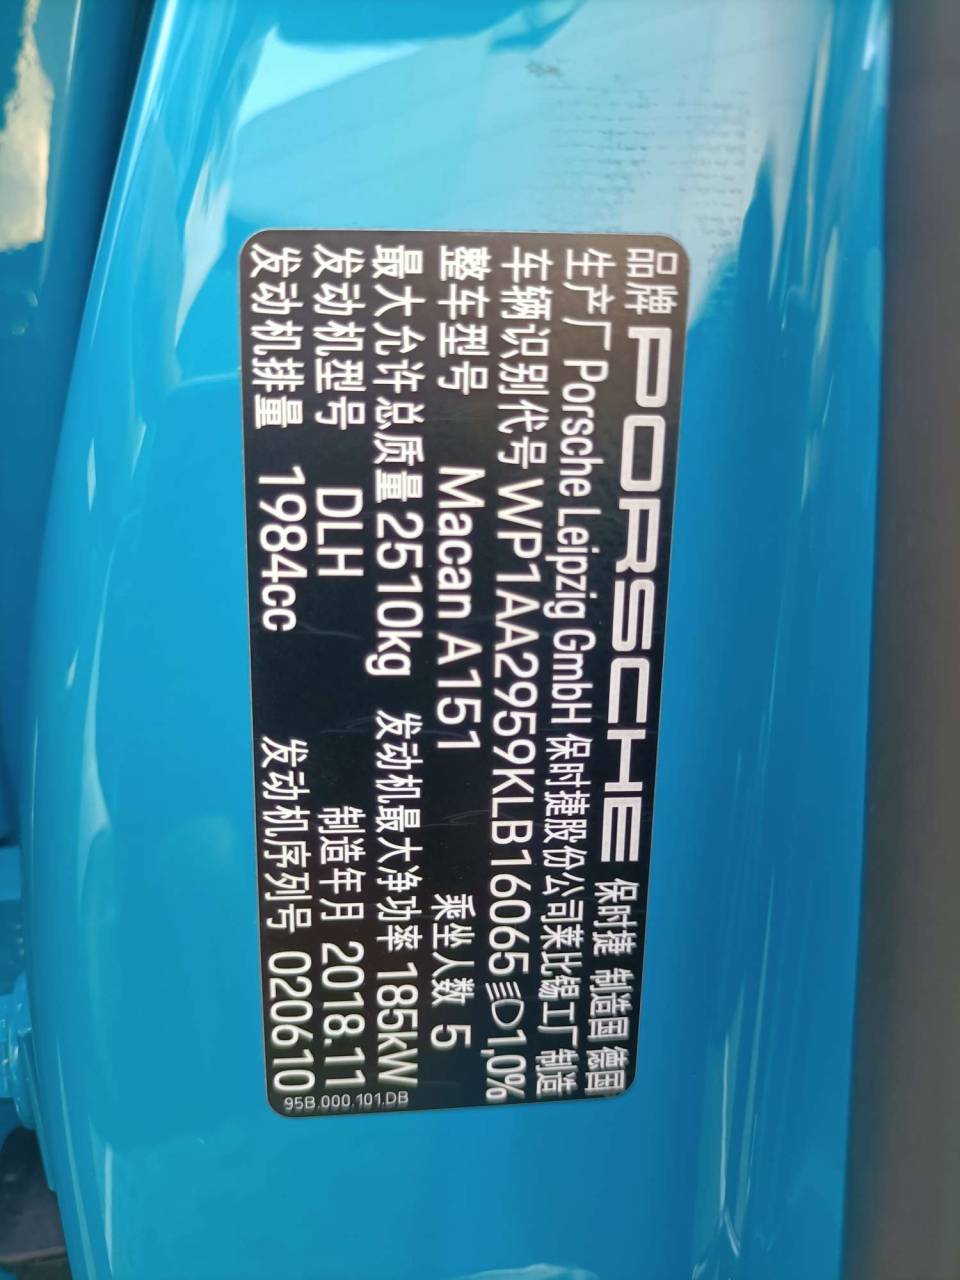 品牌 PORSCHE 保时捷 制造国 德国
生产厂 Porsche Leipzig GmbH 保时捷股份公司莱比锡工厂 制造
车辆识别代号 WP1AA2959KLB16065 1,0%
整车型号 Macan A151 乘坐人数 5
最大允许总质量 2510kg 发动机最大净功率 185kW
发动机型号 DLH 制造年月 2018.11
发动机排量 1984cc 发动机序列号 020610
95B.000.101.DB